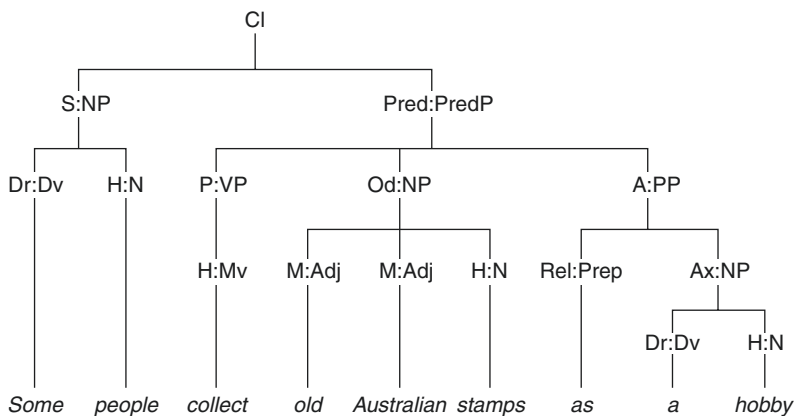 Cl
S:NP Pred:PredP
Dr:Dv H:N P:VP Od:NP A:PP
H:Mv M:Adj M:Adj H:N Rel:Prep Ax:NP
Dr:Dv H:N
Some people collect old Australian stamps as a hobby